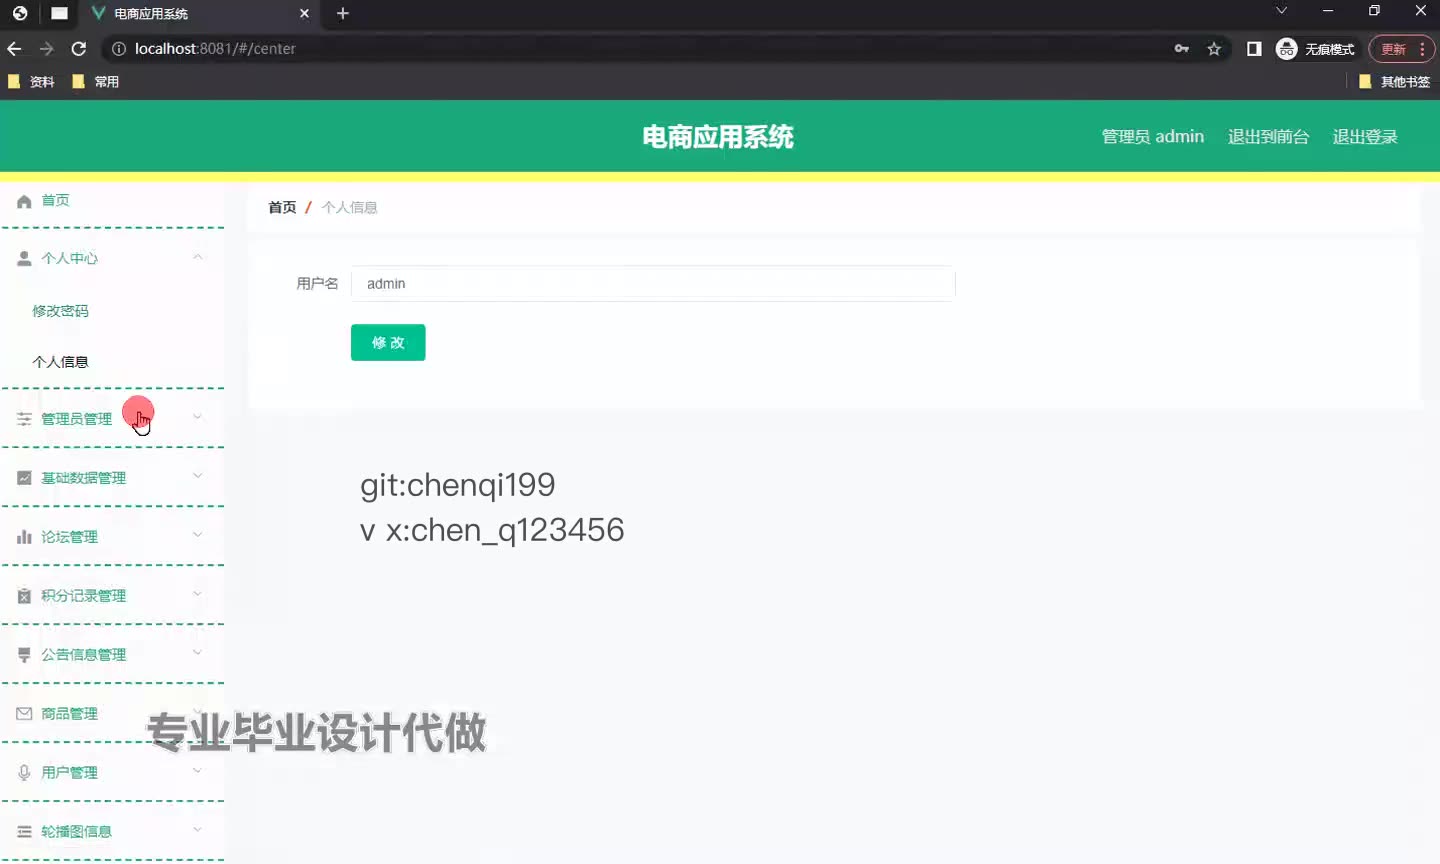 电商应用系统
localhost:8081/#/center
无痕模式
更新
资料
常用
其他书签
电商应用系统
管理员 admin
退出到前台
退出登录
首页
个人中心
修改密码
个人信息
管理员管理
基础数据管理
论坛管理
积分记录管理
公告信息管理
商品管理
用户管理
轮播图信息
首页 / 个人信息
用户名
admin
修 改
git:chenqi199
v x:chen_q123456
专业毕业设计代做